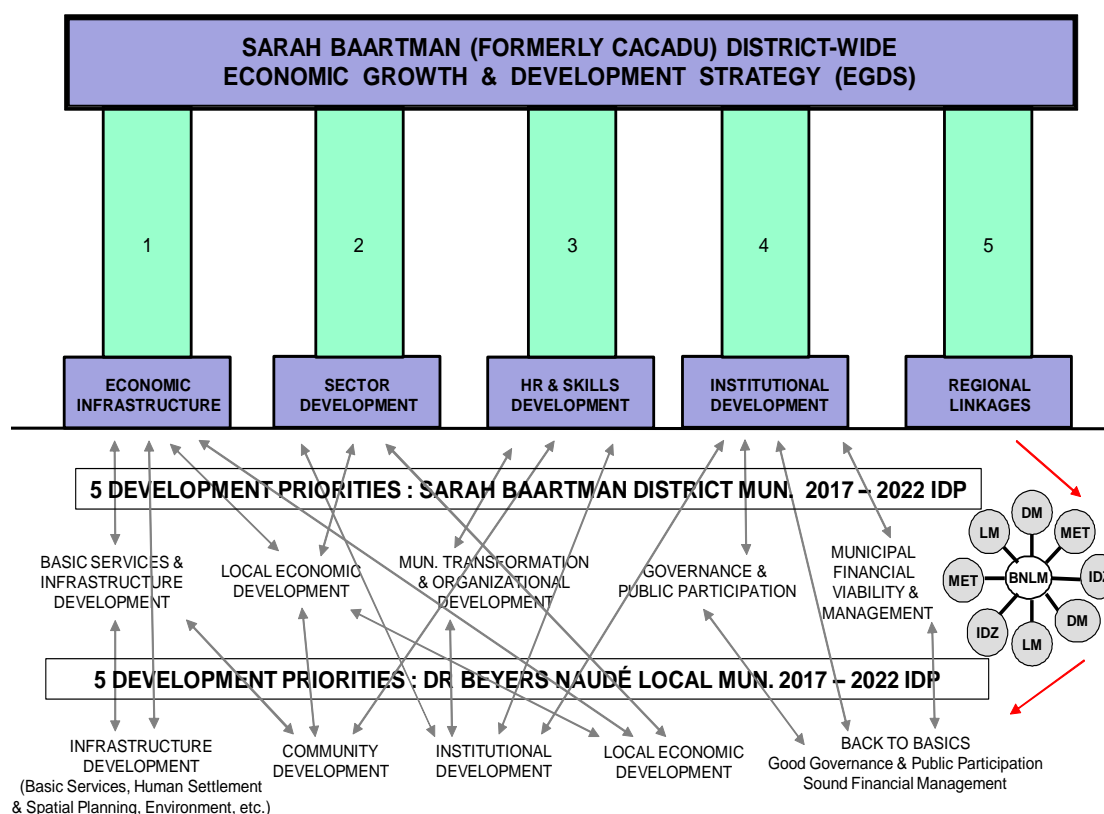 SARAH BAARTMAN (FORMERLY CACADU) DISTRICT-WIDE
ECONOMIC GROWTH & DEVELOPMENT STRATEGY (EGDS)
1
2
3
4
5
ECONOMIC
INFRASTRUCTURE
SECTOR
DEVELOPMENT
HR & SKILLS
DEVELOPMENT
INSTITUTIONAL
DEVELOPMENT
REGIONAL
LINKAGES
5 DEVELOPMENT PRIORITIES : SARAH BAARTMAN DISTRICT MUN. 2017 – 2022 IDP
BASIC SERVICES &
INFRASTRUCTURE
DEVELOPMENT
LOCAL ECONOMIC
DEVELOPMENT
MUN. TRANSFORMATION
& ORGANIZATIONAL
DEVELOPMENT
GOVERNANCE &
PUBLIC PARTICIPATION
MUNICIPAL
FINANCIAL
VIABILITY &
MANAGEMENT
DM
LM
MET
MET
BNLM
IDZ
IDZ
DM
LM
5 DEVELOPMENT PRIORITIES : DR BEYERS NAUDÉ LOCAL MUN. 2017 – 2022 IDP
INFRASTRUCTURE
DEVELOPMENT
(Basic Services, Human Settlement
& Spatial Planning, Environment, etc.)
COMMUNITY
DEVELOPMENT
INSTITUTIONAL
DEVELOPMENT
LOCAL ECONOMIC
DEVELOPMENT
BACK TO BASICS
Good Governance & Public Participation
Sound Financial Management